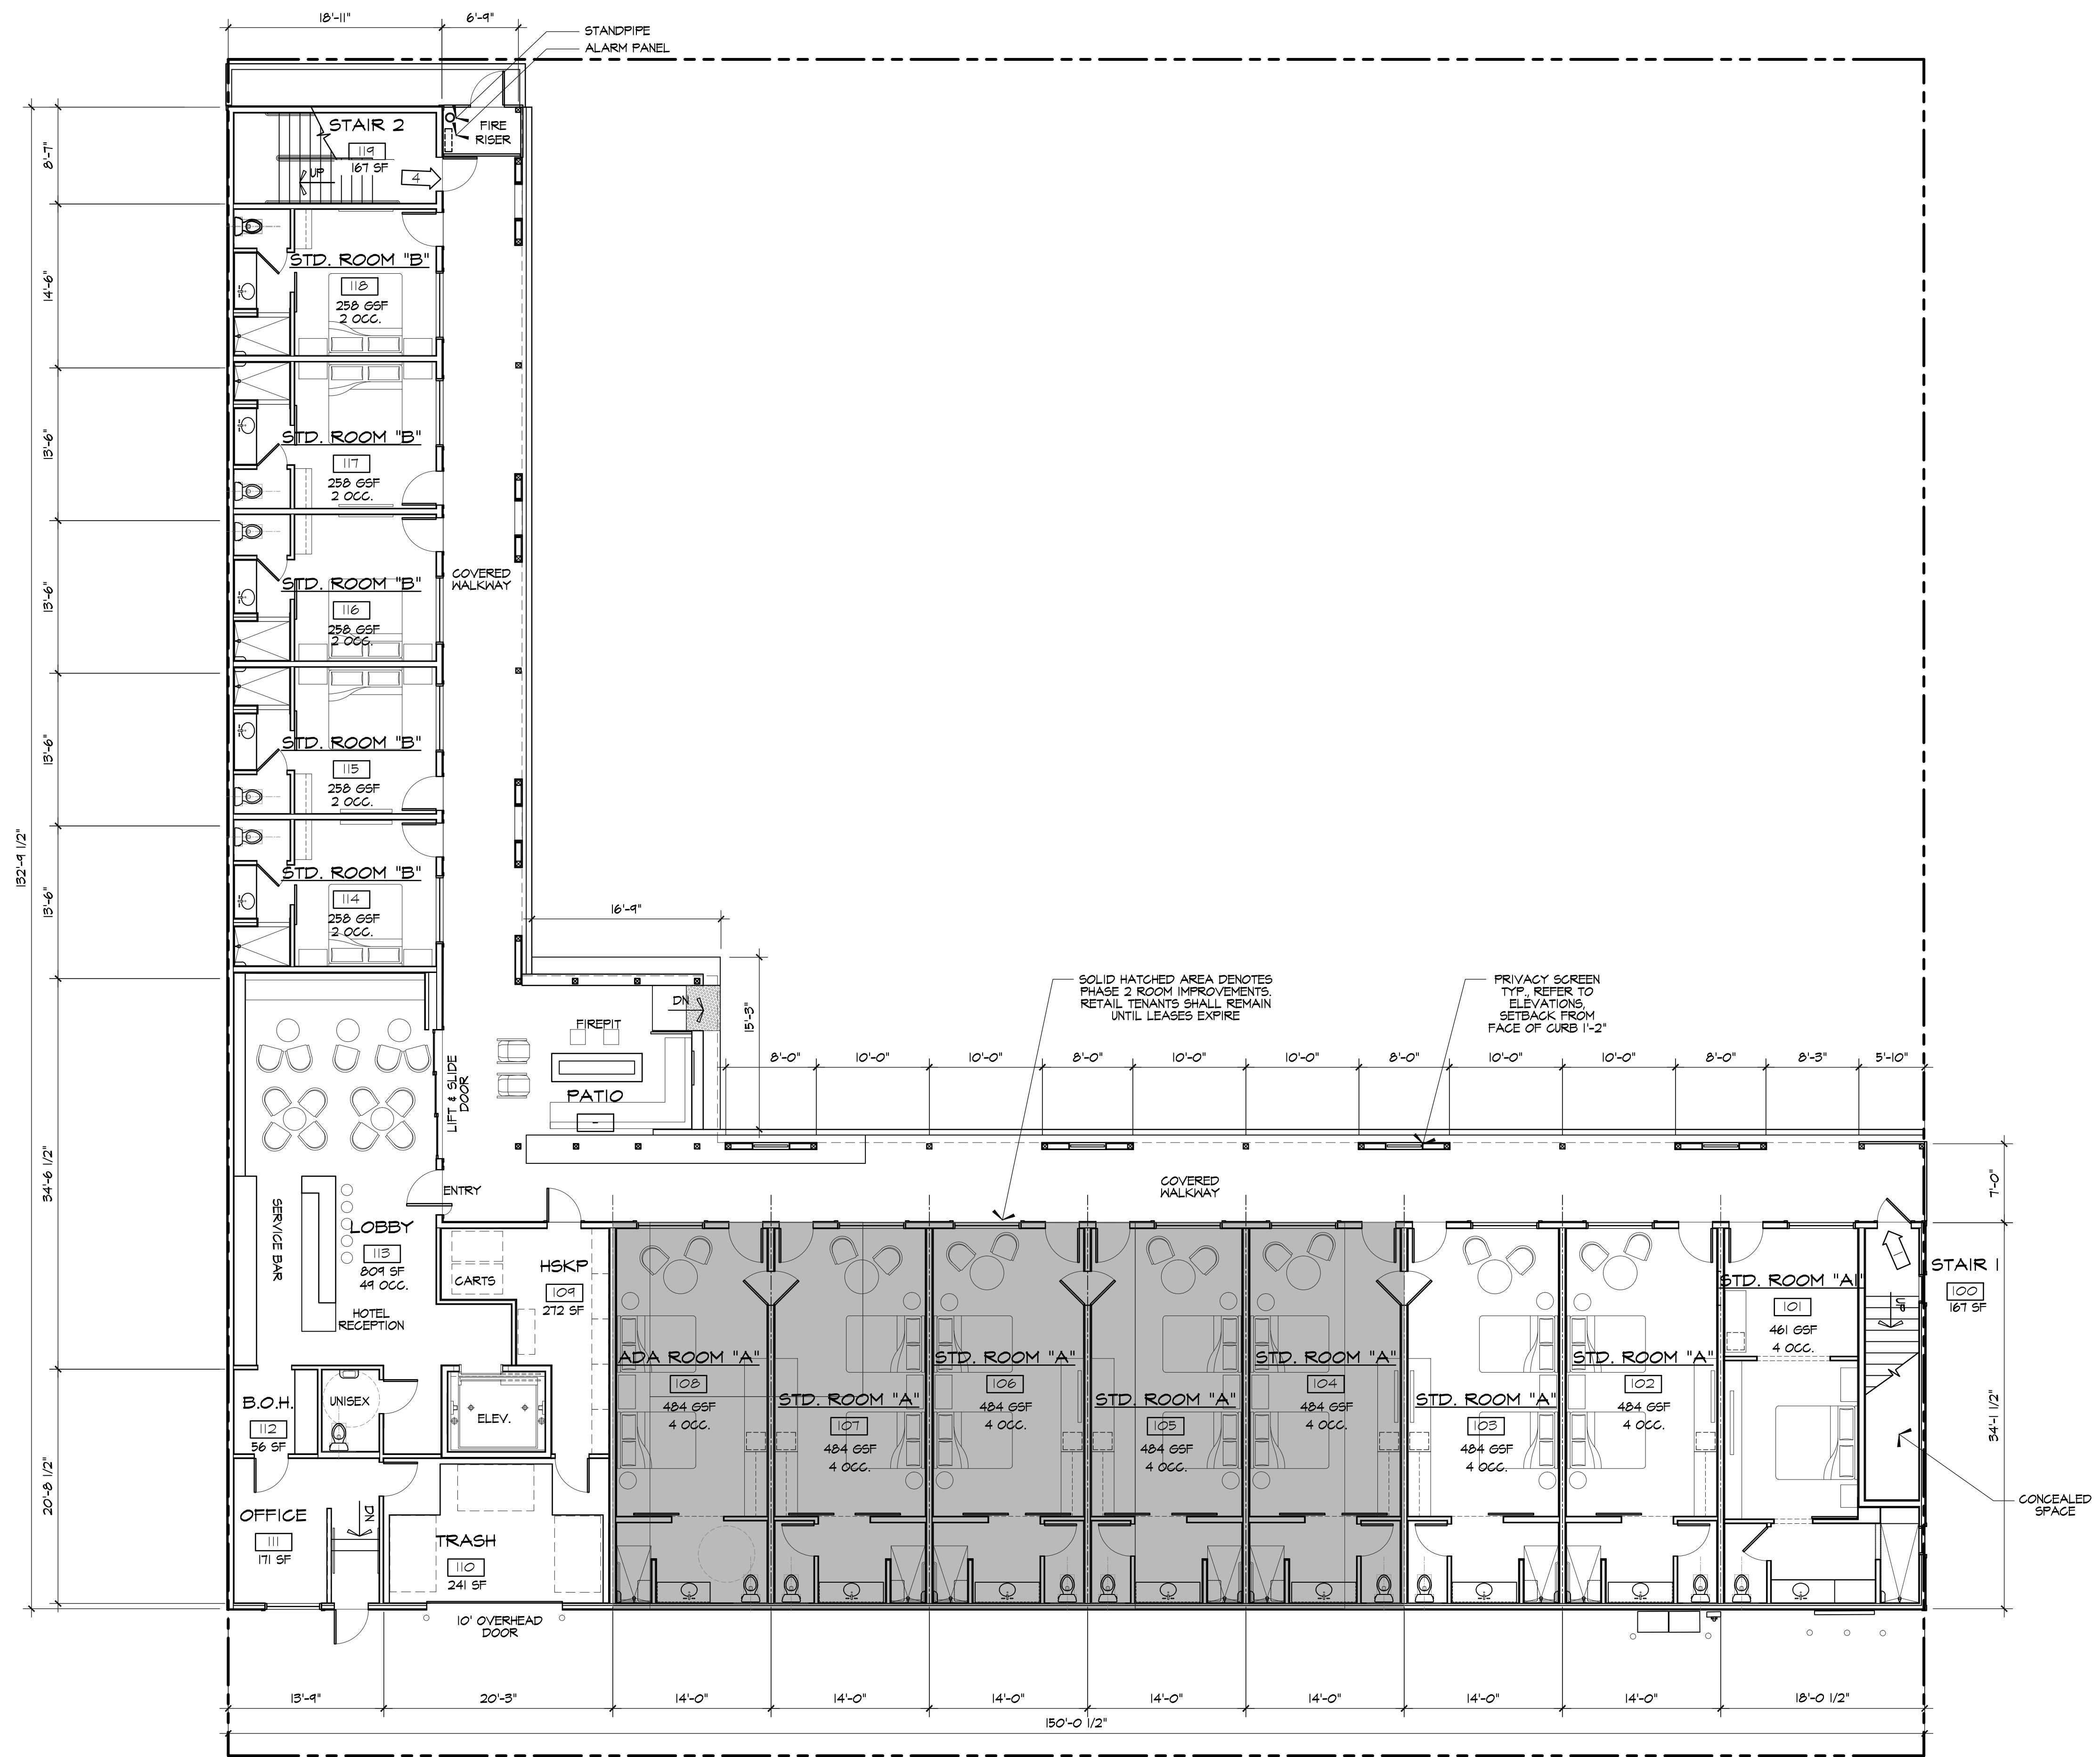 18'-11"
6'-9"
STANDPIPE
ALARM PANEL
STAIR 2
119
167 SF
UP
4
FIRE
RISER
8'-7"
14'-6"
13'-9"
13'-9"
13'-6"
13'-6"
132'-9 1/2"
34'-6 1/2"
20'-8 1/2"
STD. ROOM "B"
118
258 GSF
2 OCC.
STD. ROOM "B"
117
258 GSF
2 OCC.
STD. ROOM "B"
116
258 GSF
2 OCC.
COVERED
WALKWAY
STD. ROOM "B"
115
258 GSF
2 OCC.
STD. ROOM "B"
114
258 GSF
2 OCC.
16'-9"
15'-3"
DN
FIREPIT
PATIO
LIFT & SLIDE
DOOR
SOLID HATCHED AREA DENOTES
PHASE 2 ROOM IMPROVEMENTS.
RETAIL TENANTS SHALL REMAIN
UNTIL LEASES EXPIRE
PRIVACY SCREEN
TYP., REFER TO
ELEVATIONS,
SETBACK FROM
FACE OF CURB 1'-2"
8'-0"
10'-0"
10'-0"
8'-0"
10'-0"
10'-0"
8'-0"
10'-0"
10'-0"
8'-0"
8'-3"
5'-10"
7'-0"
34'-1 1/2"
COVERED
WALKWAY
ENTRY
SERVICE BAR
LOBBY
113
809 SF
49 OCC.
HOTEL
RECEPTION
CARTS
HSKP
109
272 SF
B.O.H.
112
56 SF
UNISEX
ELEV.
OFFICE
111
171 SF
DN
TRASH
110
241 SF
10' OVERHEAD
DOOR
ADA ROOM "A"
108
484 GSF
4 OCC.
STD. ROOM "A"
107
484 GSF
4 OCC.
STD. ROOM "A"
106
484 GSF
4 OCC.
STD. ROOM "A"
105
484 GSF
4 OCC.
STD. ROOM "A"
104
484 GSF
4 OCC.
STD. ROOM "A"
103
484 GSF
4 OCC.
STD. ROOM "A"
102
484 GSF
4 OCC.
STD. ROOM "A1"
101
461 GSF
4 OCC.
STAIR 1
100
167 SF
UP
CONCEALED
SPACE
13'-9"
20'-3"
14'-0"
14'-0"
14'-0"
14'-0"
14'-0"
14'-0"
14'-0"
18'-0 1/2"
150'-0 1/2"